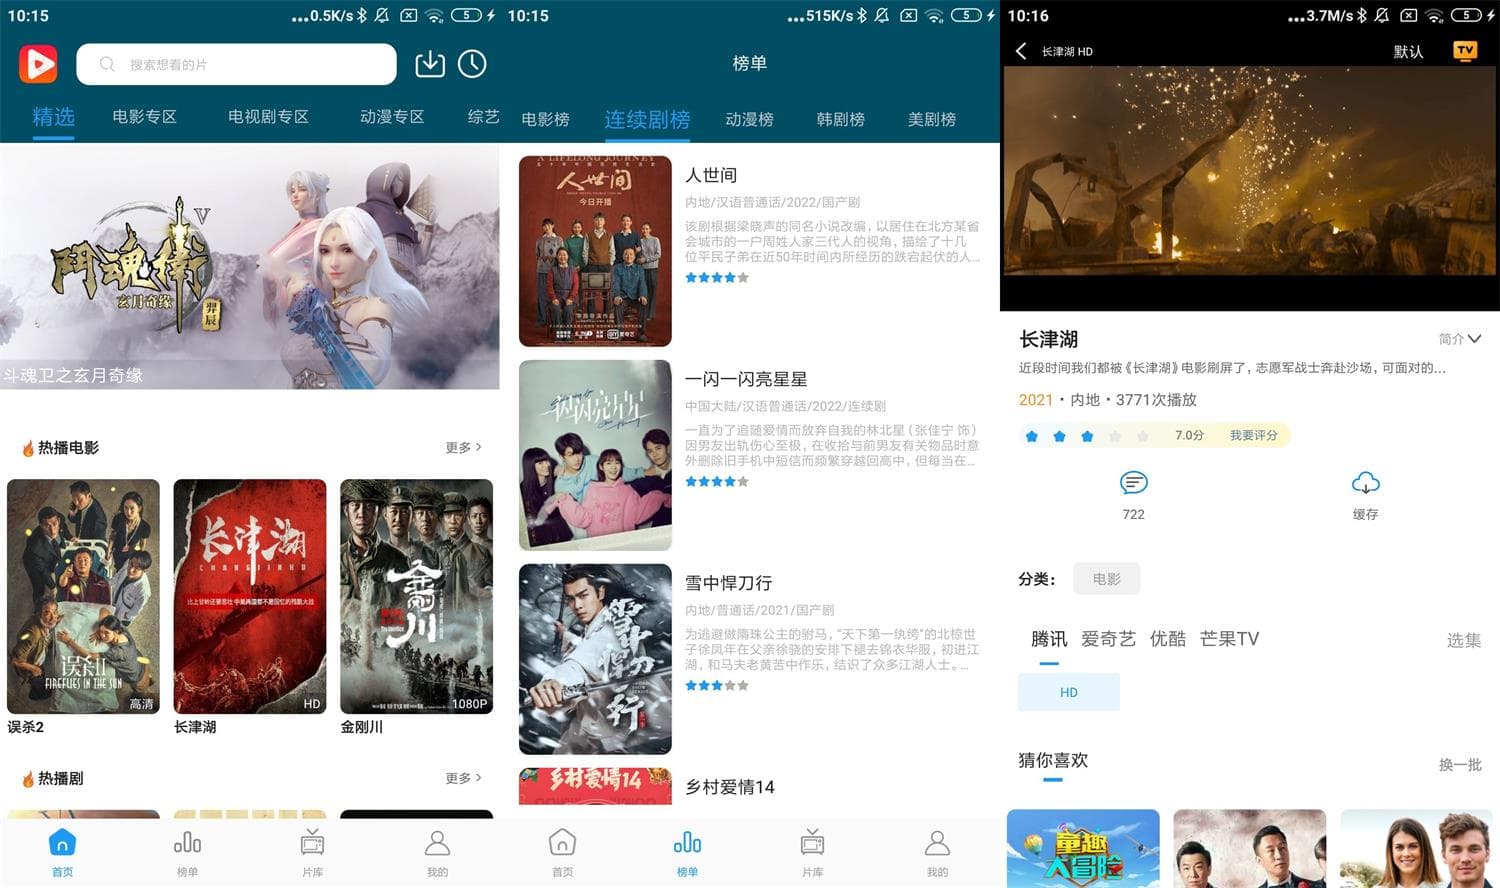 10:15
...0.5K/s
5
搜索想看的片
精选
电影专区
电视剧专区
动漫专区
综艺
鬥魂衛
玄月奇缘
羿辰
斗魂卫之玄月奇缘
热播电影
更多
误杀II
FIREFLIES IN THE SUN
高清
长津湖
CHANGJINHU
HD
金刚川
1080P
误杀2
长津湖
金刚川
热播剧
更多
首页
榜单
片库
我的
10:15
...515K/s
5
榜单
电影榜
连续剧榜
动漫榜
韩剧榜
美剧榜
A LIFELONG JOURNEY
人世间
今日开播
人世间
内地/汉语普通话/2022/国产剧
该剧根据梁晓声的同名小说改编，以居住在北方某省
会城市的一户周姓人家三代人的视角，描绘了十几
位平民子弟在近50年时间内所经历的跌宕起伏的人...
一闪一闪亮星星
中国大陆/汉语普通话/2022/连续剧
一直为了追随爱情而放弃自我的林北星（张佳宁 饰）
因男友出轨伤心至极，在收拾与前男友有关物品时意
外删除旧手机中短信而频繁穿越回高中，但每当在...
雪中悍刀行
雪中悍刀行
内地/普通话/2021/国产剧
为逃避做隋珠公主的驸马，“天下第一纨绔”的北椋世
子徐凤年在父亲徐骁的安排下褪去锦衣华服，初进江
湖，和马夫老黄苦中作乐，结识了众多江湖人士。...
乡村爱情14
乡村爱情14
首页
榜单
片库
我的
10:16
...3.7M/s
5
长津湖 HD
默认
TV
长津湖
简介
近段时间我们都被《长津湖》电影刷屏了，志愿军战士奔赴沙场，可面对的...
2021・内地・3771次播放
7.0分
我要评分
722
缓存
分类：
电影
腾讯
爱奇艺
优酷
芒果TV
选集
HD
猜你喜欢
换一批
童趣
大冒险